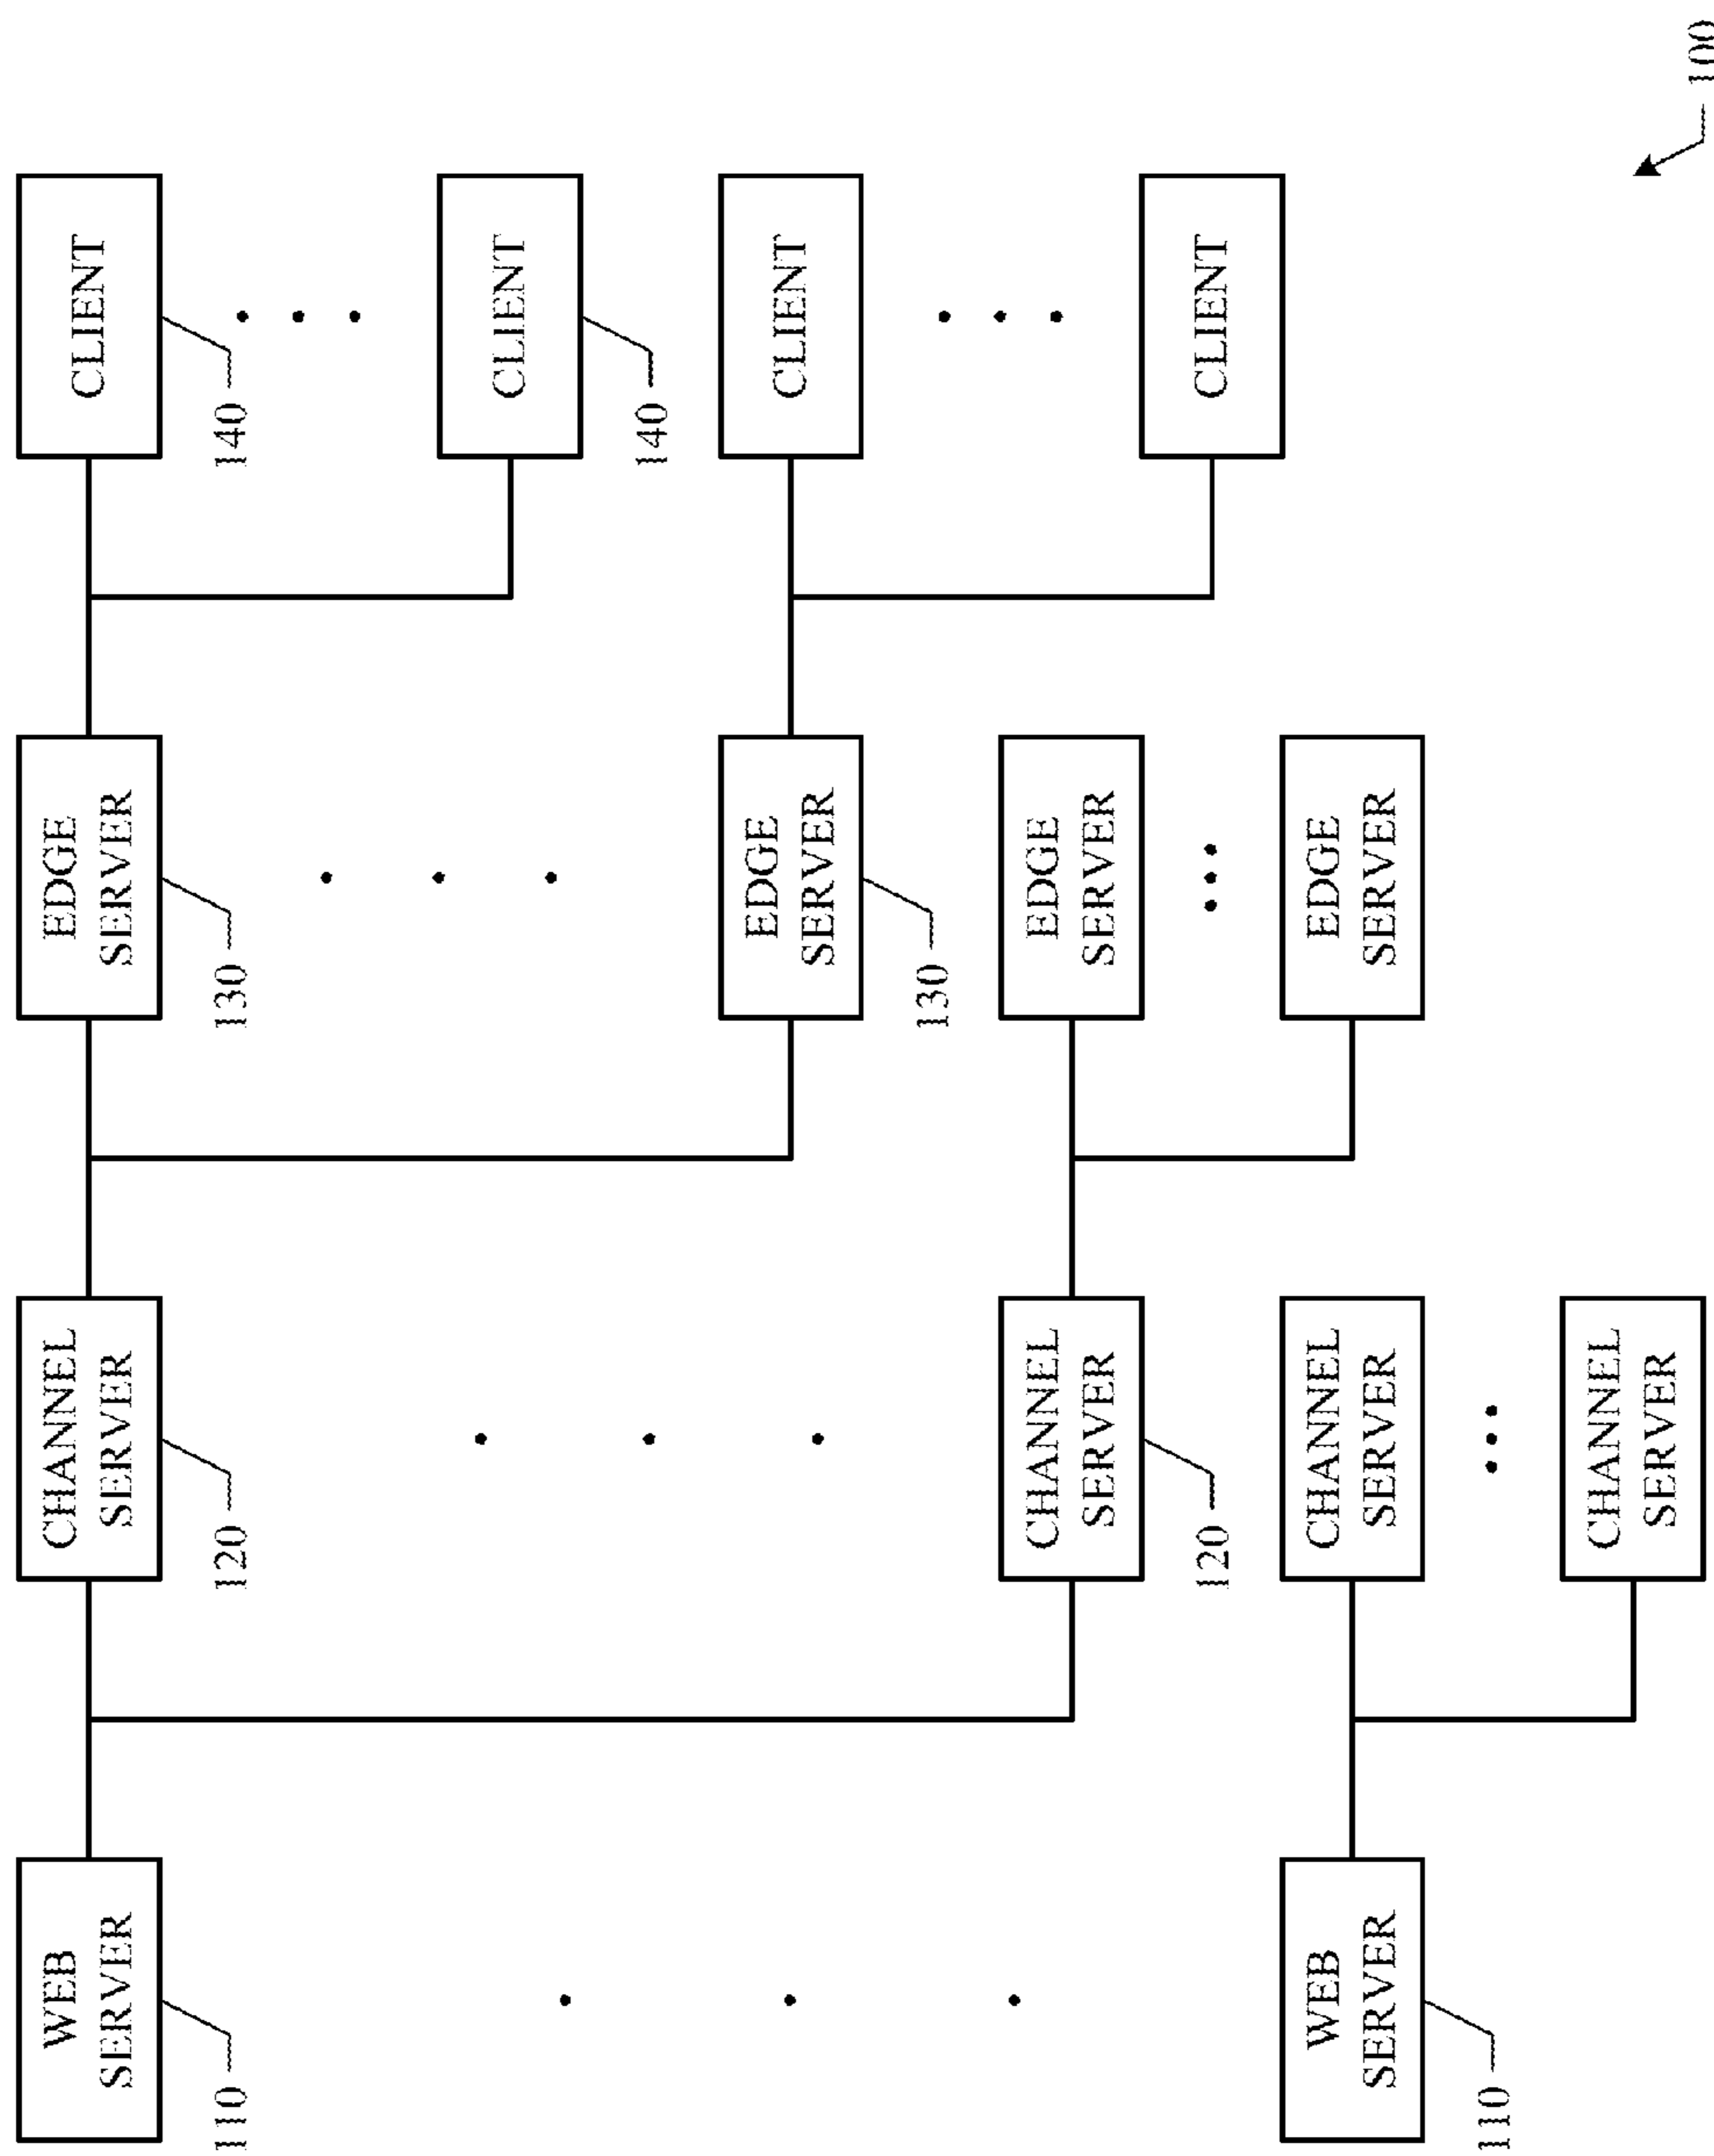 WEB
SERVER
110
CHANNEL
SERVER
120
EDGE
SERVER
130
CLIENT
140
CLIENT
140
EDGE
SERVER
130
CLIENT
CHANNEL
SERVER
120
EDGE
SERVER
CLIENT
WEB
SERVER
110
CHANNEL
SERVER
EDGE
SERVER
CHANNEL
SERVER
100